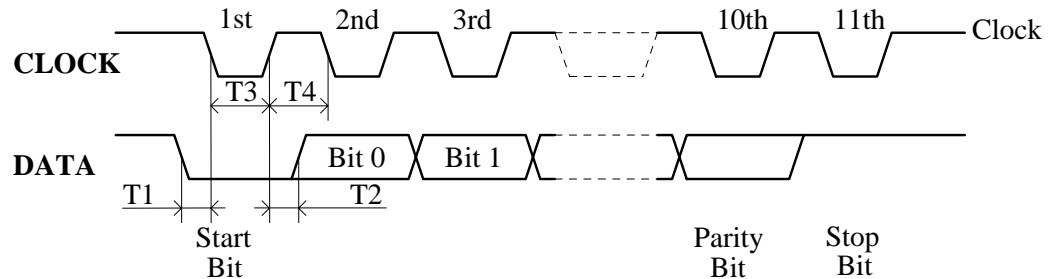 1st 2nd 3rd 10th 11th
Clock
CLOCK
T3 T4
DATA
Bit 0 Bit 1
T1 T2
Start Parity Stop
Bit Bit Bit